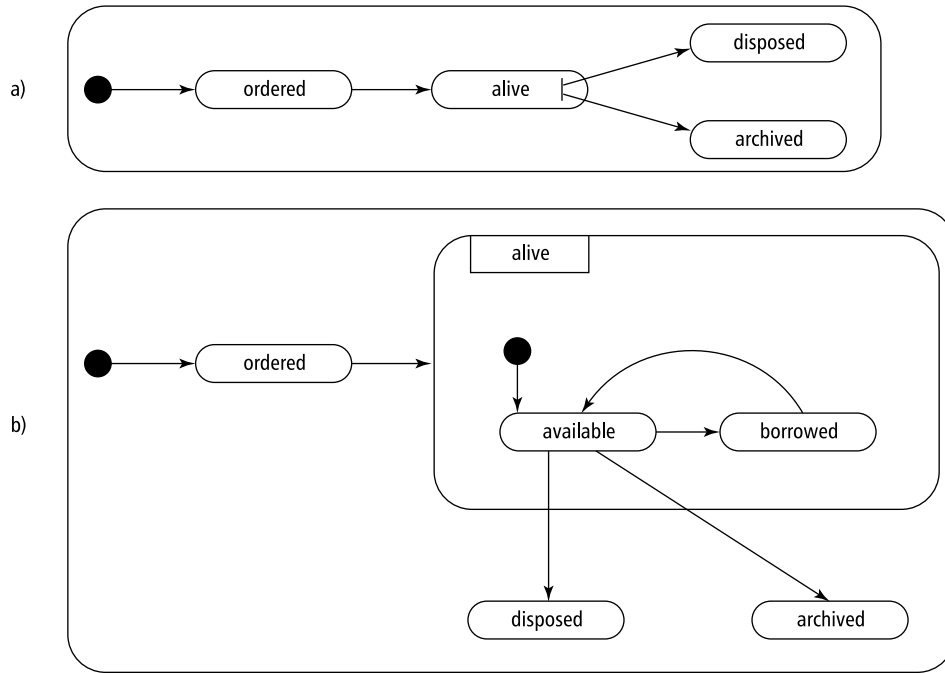 a)
ordered
alive
disposed
archived
b)
alive
ordered
available
borrowed
disposed
archived